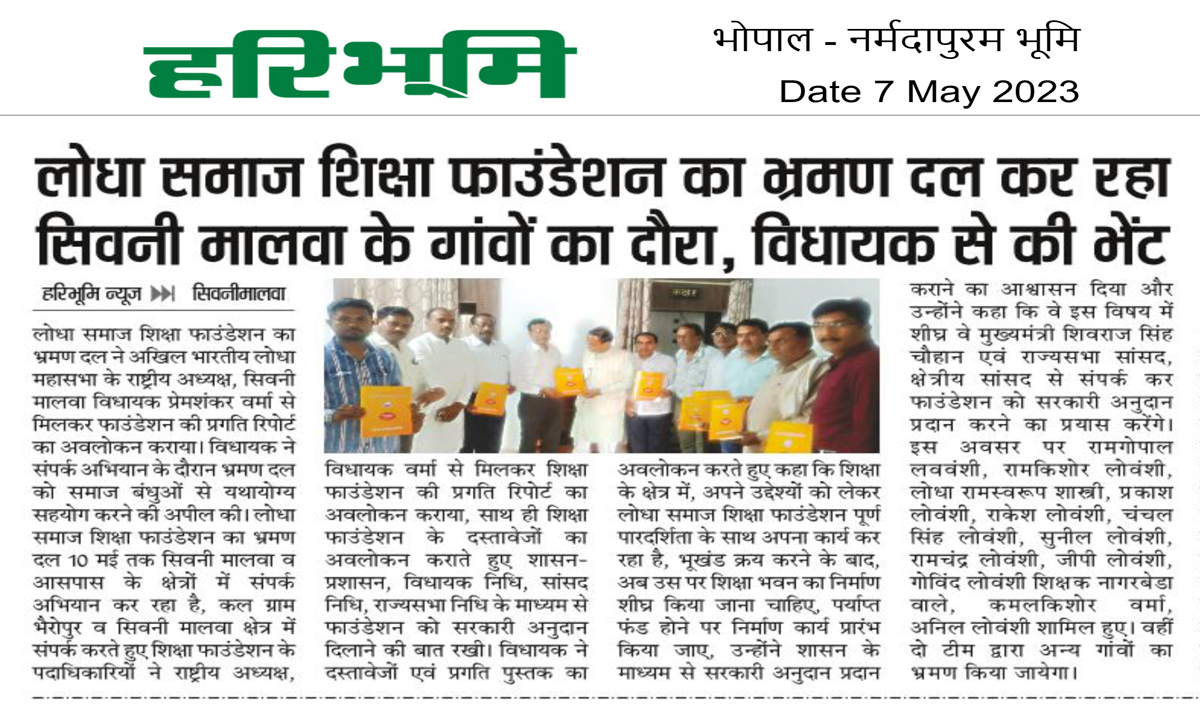 हरिभूमि
भोपाल - नर्मदापुरम भूमि
Date 7 May 2023
लोधा समाज शिक्षा फाउंडेशन का भ्रमण दल कर रहा
सिवनी मालवा के गांवों का दौरा, विधायक से की भेंट
हरिभूमि न्यूज सिवनीमालवा
लोधा समाज शिक्षा फाउंडेशन का
भ्रमण दल ने अखिल भारतीय लोधा
महासभा के राष्ट्रीय अध्यक्ष, सिवनी
मालवा विधायक प्रेमशंकर वर्मा से
मिलकर फाउंडेशन की प्रगति रिपोर्ट
का अवलोकन कराया। विधायक ने
संपर्क अभियान के दौरान भ्रमण दल
को समाज बंधुओं से यथायोग्य
सहयोग करने की अपील की। लोधा
समाज शिक्षा फाउंडेशन का भ्रमण
दल 10 मई तक सिवनी मालवा व
आसपास के क्षेत्रों में संपर्क
अभियान कर रहा है, कल ग्राम
भैरोपुर व सिवनी मालवा क्षेत्र में
संपर्क करते हुए शिक्षा फाउंडेशन के
पदाधिकारियों ने राष्ट्रीय अध्यक्ष,
विधायक वर्मा से मिलकर शिक्षा
फाउंडेशन की प्रगति रिपोर्ट का
अवलोकन कराया, साथ ही शिक्षा
फाउंडेशन के दस्तावेजों का
अवलोकन कराते हुए शासन-
प्रशासन, विधायक निधि, सांसद
निधि, राज्यसभा निधि के माध्यम से
फाउंडेशन को सरकारी अनुदान
दिलाने की बात रखी। विधायक ने
दस्तावेजों एवं प्रगति पुस्तक का
अवलोकन करते हुए कहा कि शिक्षा
के क्षेत्र में, अपने उद्देश्यों को लेकर
लोधा समाज शिक्षा फाउंडेशन पूर्ण
पारदर्शिता के साथ अपना कार्य कर
रहा है, भूखंड क्रय करने के बाद,
अब उस पर शिक्षा भवन का निर्माण
शीघ्र किया जाना चाहिए, पर्याप्त
फंड होने पर निर्माण कार्य प्रारंभ
किया जाए, उन्होंने शासन के
माध्यम से सरकारी अनुदान प्रदान
कराने का आश्वासन दिया और
उन्होंने कहा कि वे इस विषय में
शीघ्र वे मुख्यमंत्री शिवराज सिंह
चौहान एवं राज्यसभा सांसद,
क्षेत्रीय सांसद से संपर्क कर
फाउंडेशन को सरकारी अनुदान
प्रदान करने का प्रयास करेंगे।
इस अवसर पर रामगोपाल
लववंशी, रामकिशोर लोवंशी,
लोधा रामस्वरूप शास्त्री, प्रकाश
लोवंशी, राकेश लोवंशी, चंचल
सिंह लोवंशी, सुनील लोवंशी,
रामचंद्र लोवंशी, जीपी लोवंशी,
गोविंद लोवंशी शिक्षक नागरबेडा
वाले, कमलकिशोर वर्मा,
अनिल लोवंशी शामिल हुए। वहीं
दो टीम द्वारा अन्य गांवों का
भ्रमण किया जायेगा।